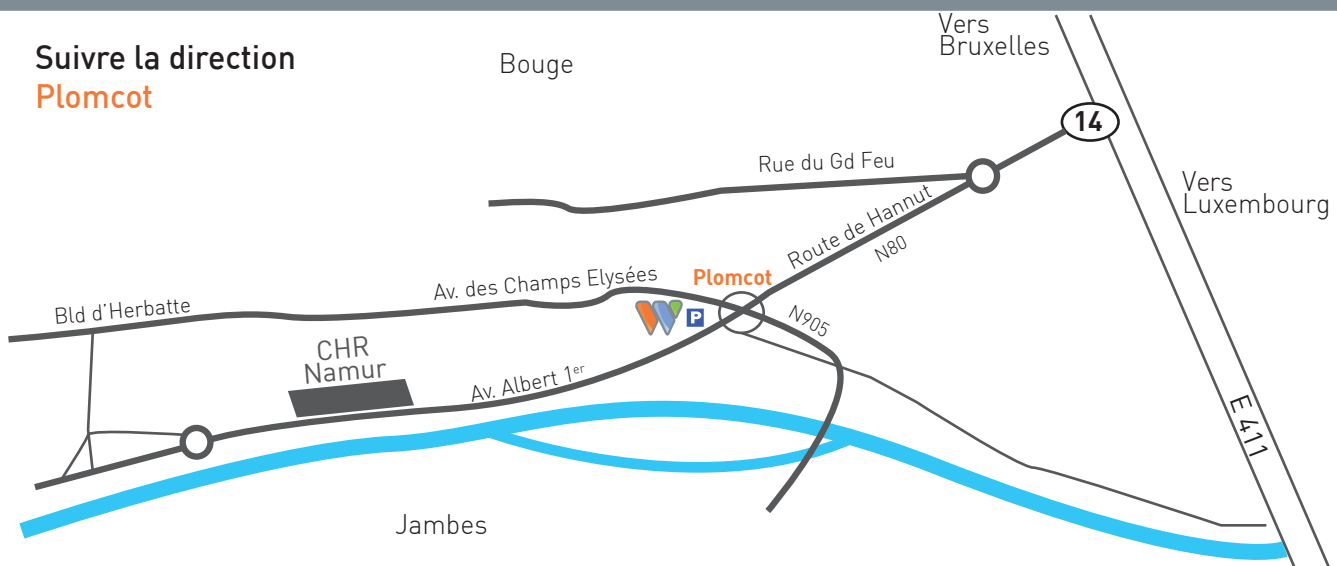 Suivre la direction
Plomcot
Bouge
Vers
Bruxelles
14
Rue du Gd Feu
Vers
Luxembourg
Route de Hannut
N80
Av. des Champs Elysées
Plomcot
Bld d'Herbatte
P
N905
CHR
Namur
Av. Albert 1er
E 411
Jambes